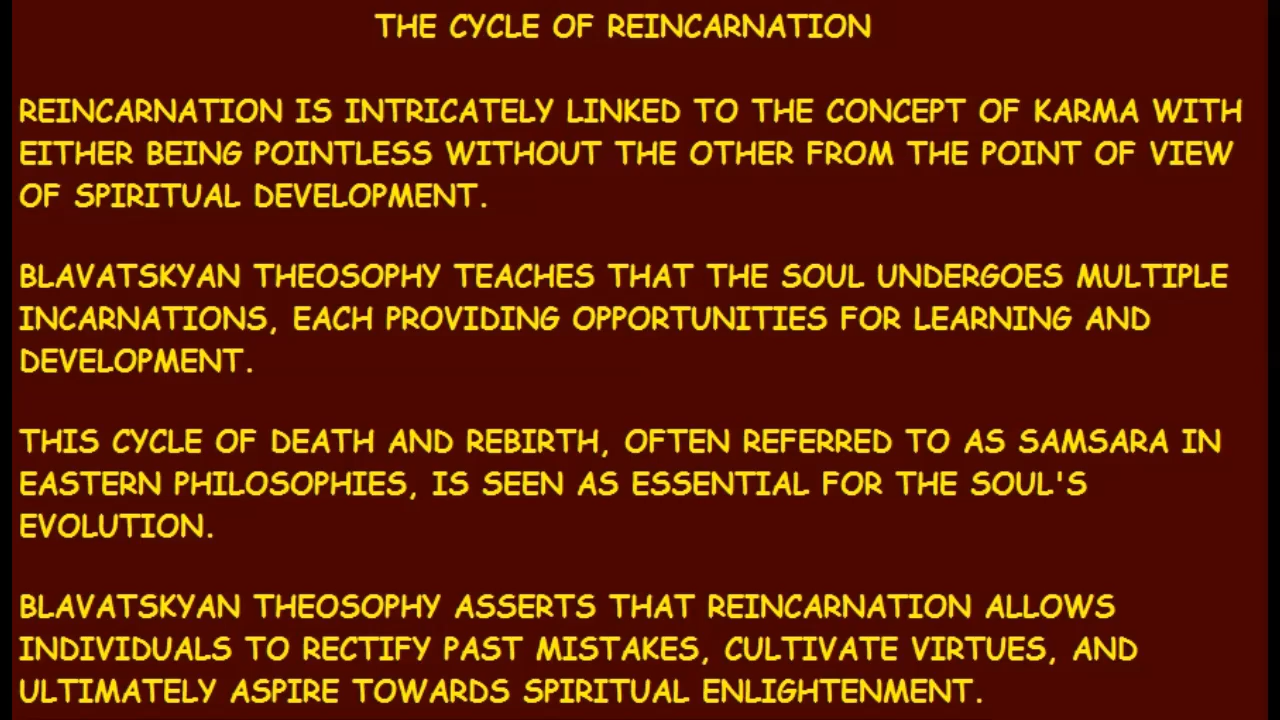 THE CYCLE OF REINCARNATION
REINCARNATION IS INTRICATELY LINKED TO THE CONCEPT OF KARMA WITH
EITHER BEING POINTLESS WITHOUT THE OTHER FROM THE POINT OF VIEW
OF SPIRITUAL DEVELOPMENT.
BLAVATSKYAN THEOSOPHY TEACHES THAT THE SOUL UNDERGOES MULTIPLE
INCARNATIONS, EACH PROVIDING OPPORTUNITIES FOR LEARNING AND
DEVELOPMENT.
THIS CYCLE OF DEATH AND REBIRTH, OFTEN REFERRED TO AS SAMSARA IN
EASTERN PHILOSOPHIES, IS SEEN AS ESSENTIAL FOR THE SOUL'S
EVOLUTION.
BLAVATSKYAN THEOSOPHY ASSERTS THAT REINCARNATION ALLOWS
INDIVIDUALS TO RECTIFY PAST MISTAKES, CULTIVATE VIRTUES, AND
ULTIMATELY ASPIRE TOWARDS SPIRITUAL ENLIGHTENMENT.